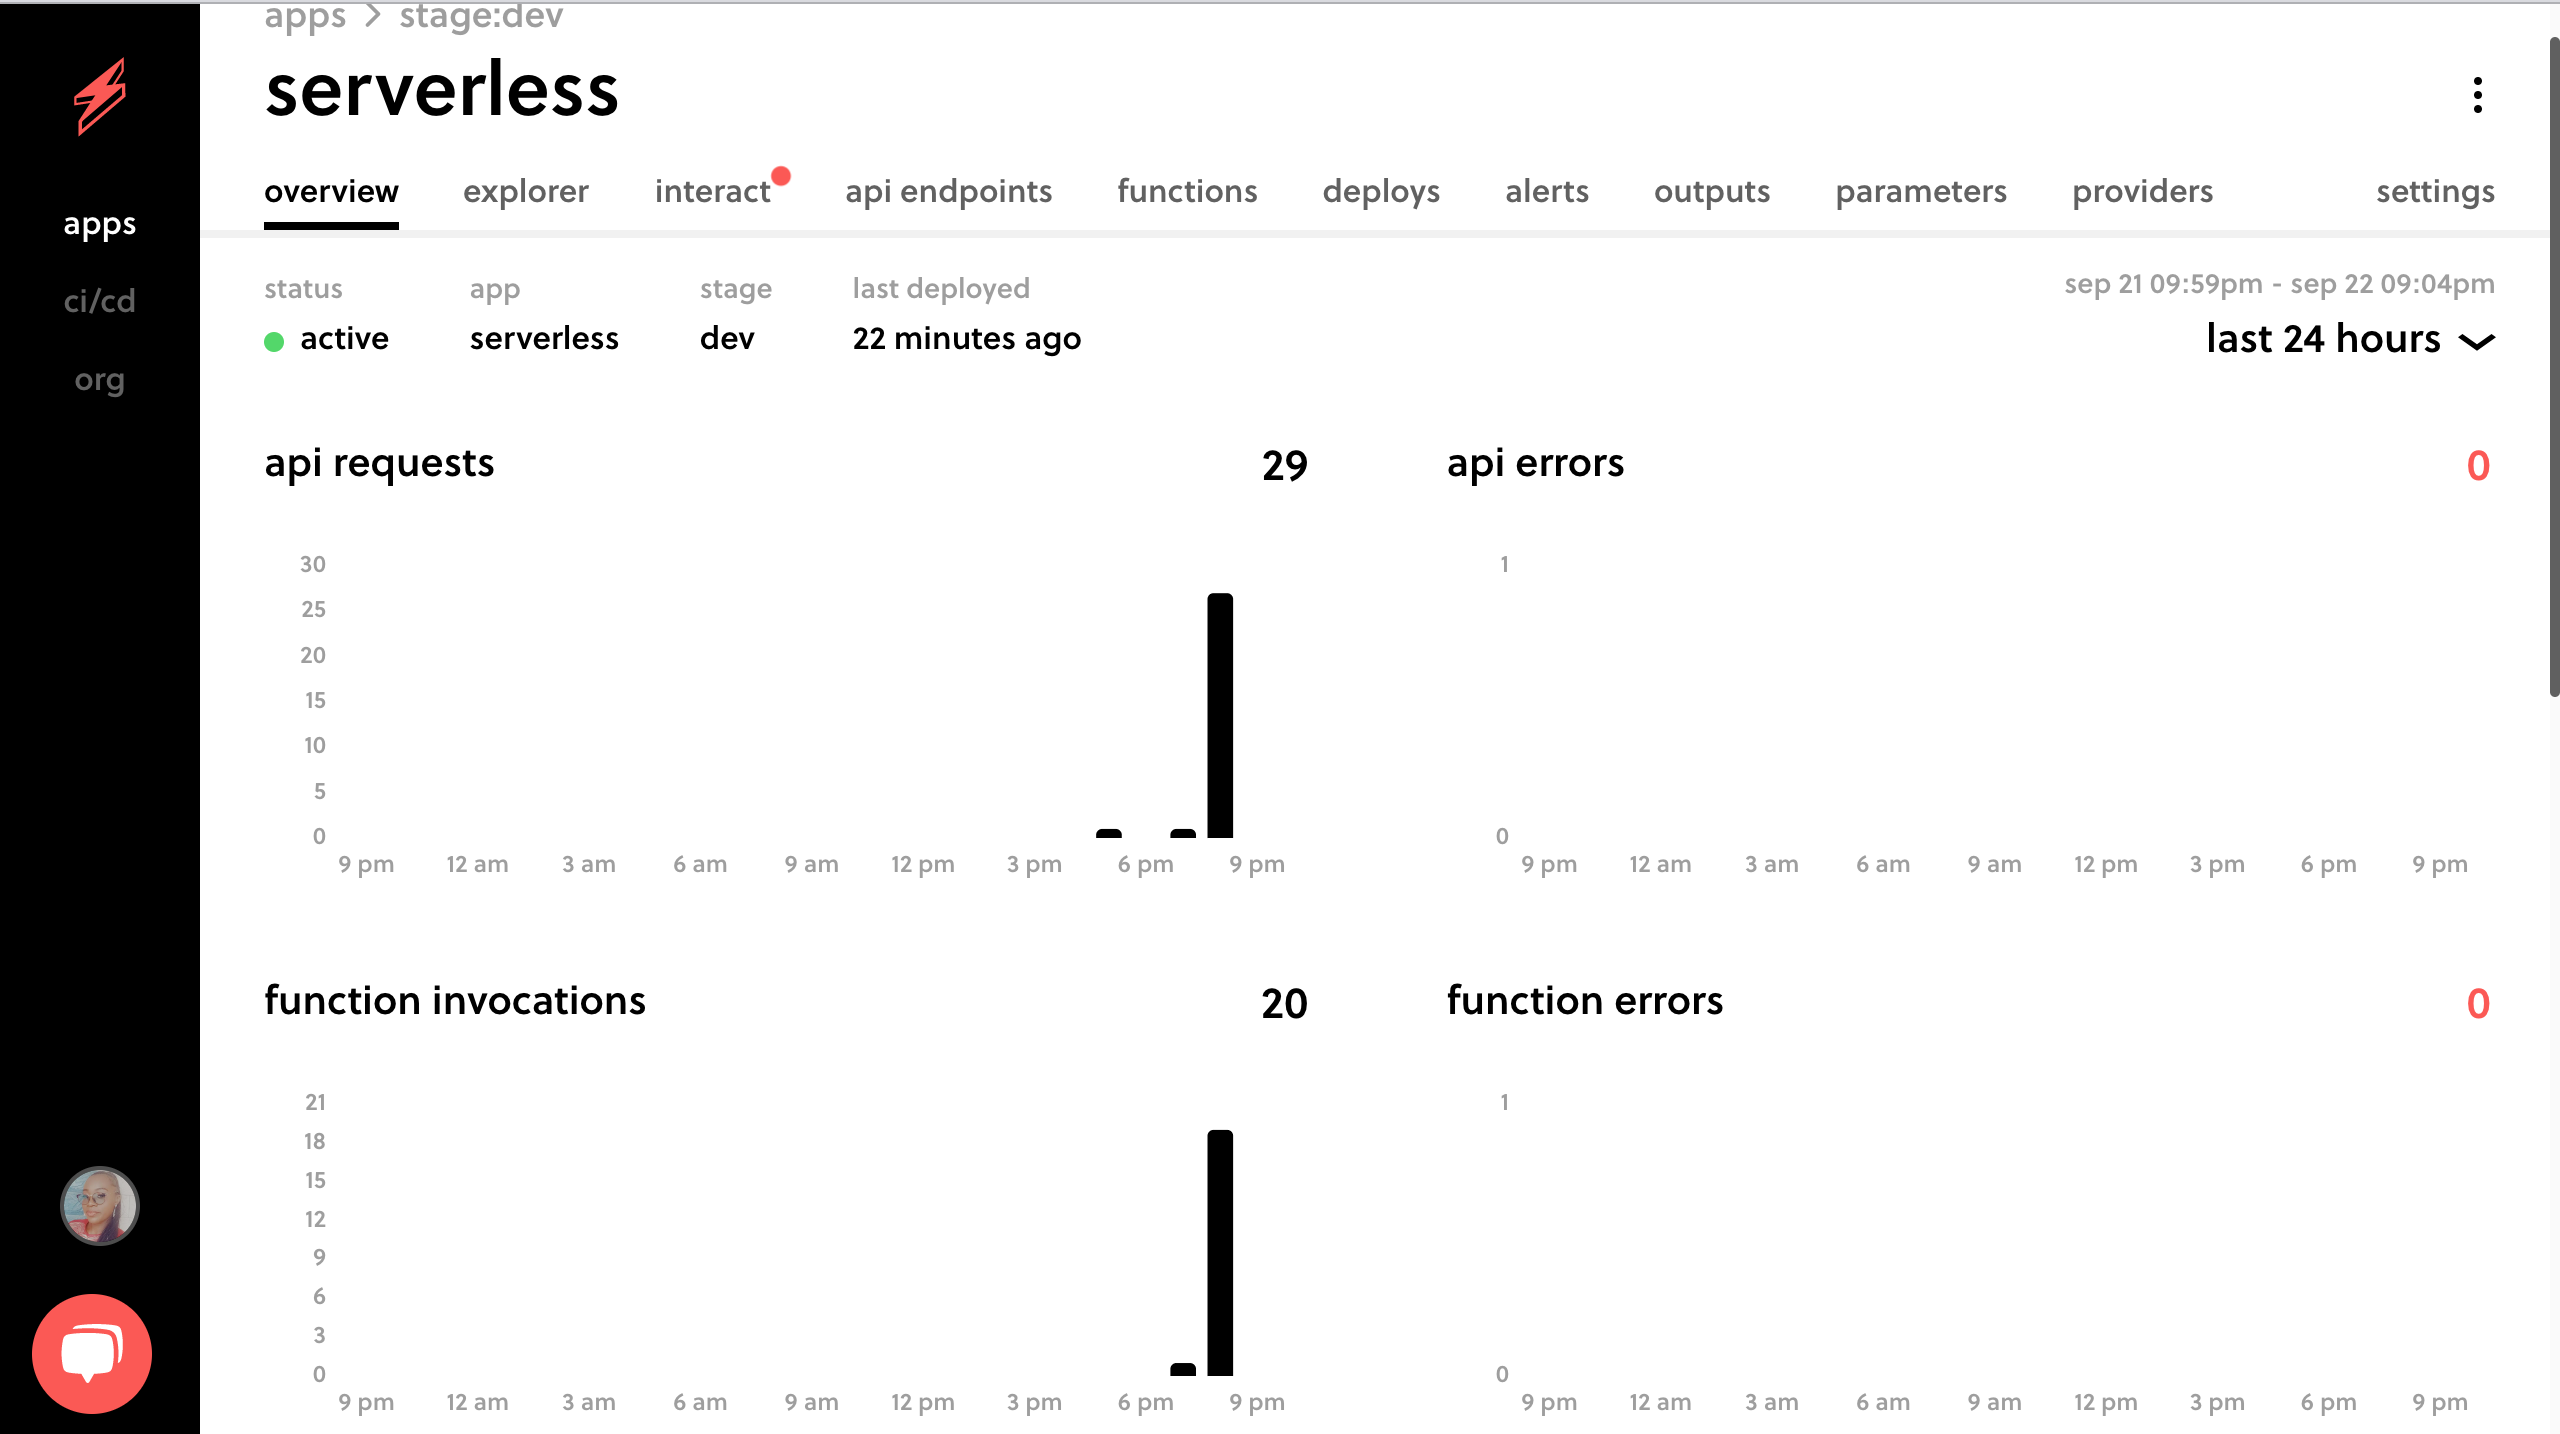 apps > stage:dev
serverless
overview explorer interact api endpoints functions deploys alerts outputs parameters providers settings
apps
ci/cd
org
status app stage last deployed sep 21 09:59pm - sep 22 09:04pm
active serverless dev 22 minutes ago last 24 hours
api requests 29
30
25
20
15
10
5
0
9 pm 12 am 3 am 6 am 9 am 12 pm 3 pm 6 pm 9 pm
api errors 0
1
0
9 pm 12 am 3 am 6 am 9 am 12 pm 3 pm 6 pm 9 pm
function invocations 20
21
18
15
12
9
6
3
0
9 pm 12 am 3 am 6 am 9 am 12 pm 3 pm 6 pm 9 pm
function errors 0
1
0
9 pm 12 am 3 am 6 am 9 am 12 pm 3 pm 6 pm 9 pm